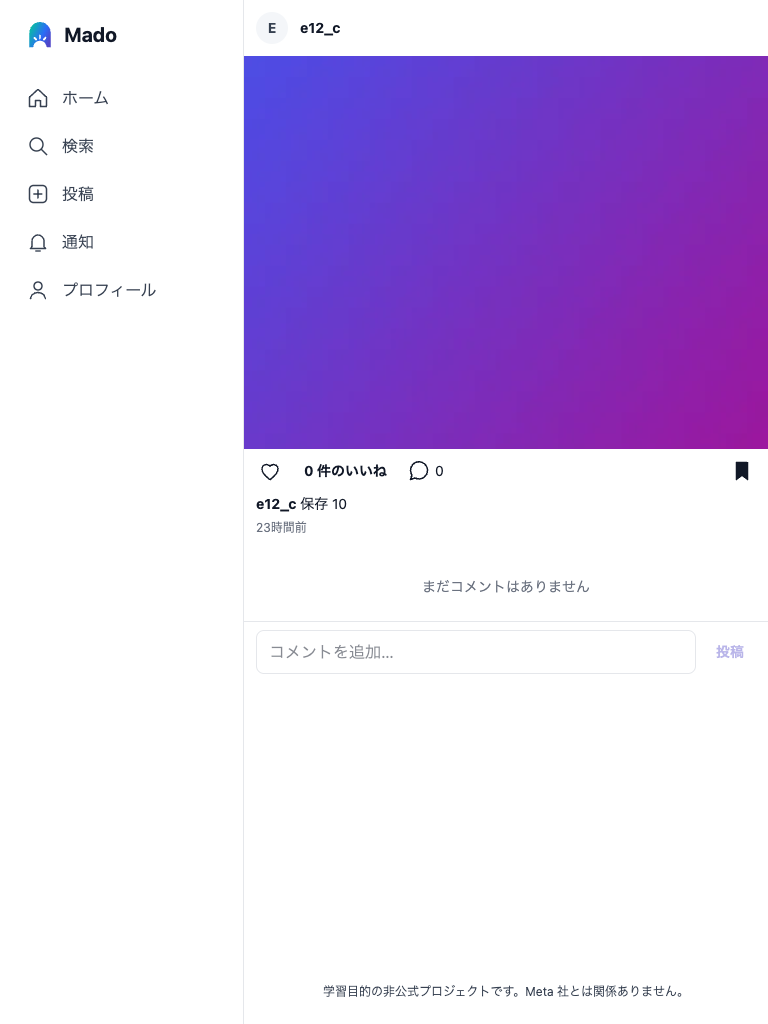 Mado
ホーム
検索
投稿
通知
プロフィール
E e12_c
0 件のいいね 0
e12_c 保存 10
23時間前
まだコメントはありません
コメントを追加... 投稿
学習目的の非公式プロジェクトです。Meta 社とは関係ありません。